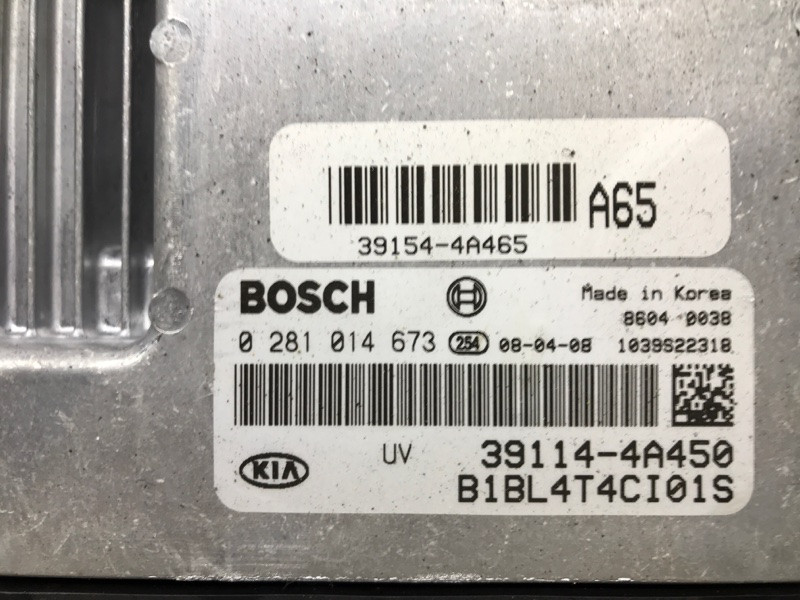 A65
39154-4A465
BOSCH
Made in Korea
8604 0038
0 281 014 673 254 08-04-08 1039S22318
KIA UV 39114-4A450
B1BL4T4CI01S